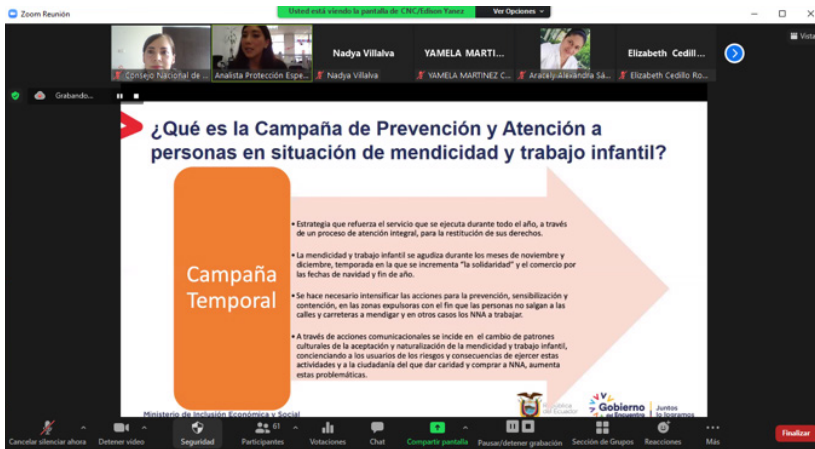 Zoom Reunión
Usted está viendo la pantalla de CNC/Edison Yanez
Ver Opciones
Vista
Nadya Villalva
YAMELA MARTI...
Elizabeth Cedill...
Consejo Nacional de ...
Analista Protección Espe...
Nadya Villalva
YAMELA MARTINEZ C...
Aracely Alexandra Sá...
Elizabeth Cedillo Ro...
Grabando...
¿Qué es la Campaña de Prevención y Atención a
personas en situación de mendicidad y trabajo infantil?
Campaña
Temporal
• Estrategia que refuerza el servicio que se ejecuta durante todo el año, a través
de un proceso de atención integral, para la restitución de sus derechos.
• La mendicidad y trabajo infantil se agudiza durante los meses de noviembre y
diciembre, temporada en la que se incrementa "la solidaridad" y el comercio por
las fechas de navidad y fin de año.
• Se hace necesario intensificar las acciones para la prevención, sensibilización y
contención, en las zonas expulsoras con el fin que las personas no salgan a las
calles y carreteras a mendigar y en otros casos los NNA a trabajar.
• A través de acciones comunicacionales se incide en el cambio de patrones
culturales de la aceptación y naturalización de la mendicidad y trabajo infantil,
concienciando a los usuarios de los riesgos y consecuencias de ejercer estas
actividades y a la ciudadanía del que dar caridad y comprar a NNA, aumenta
estas problemáticas.
Ministerio de Inclusión Económica y Social
República
del Ecuador
Gobierno
del Encuentro
Juntos
lo logramos
Cancelar silenciar ahora
Detener video
Seguridad
Participantes
61
Votaciones
Chat
Compartir pantalla
Pausar/detener grabación
Sección de Grupos
Reacciones
Más
Finalizar